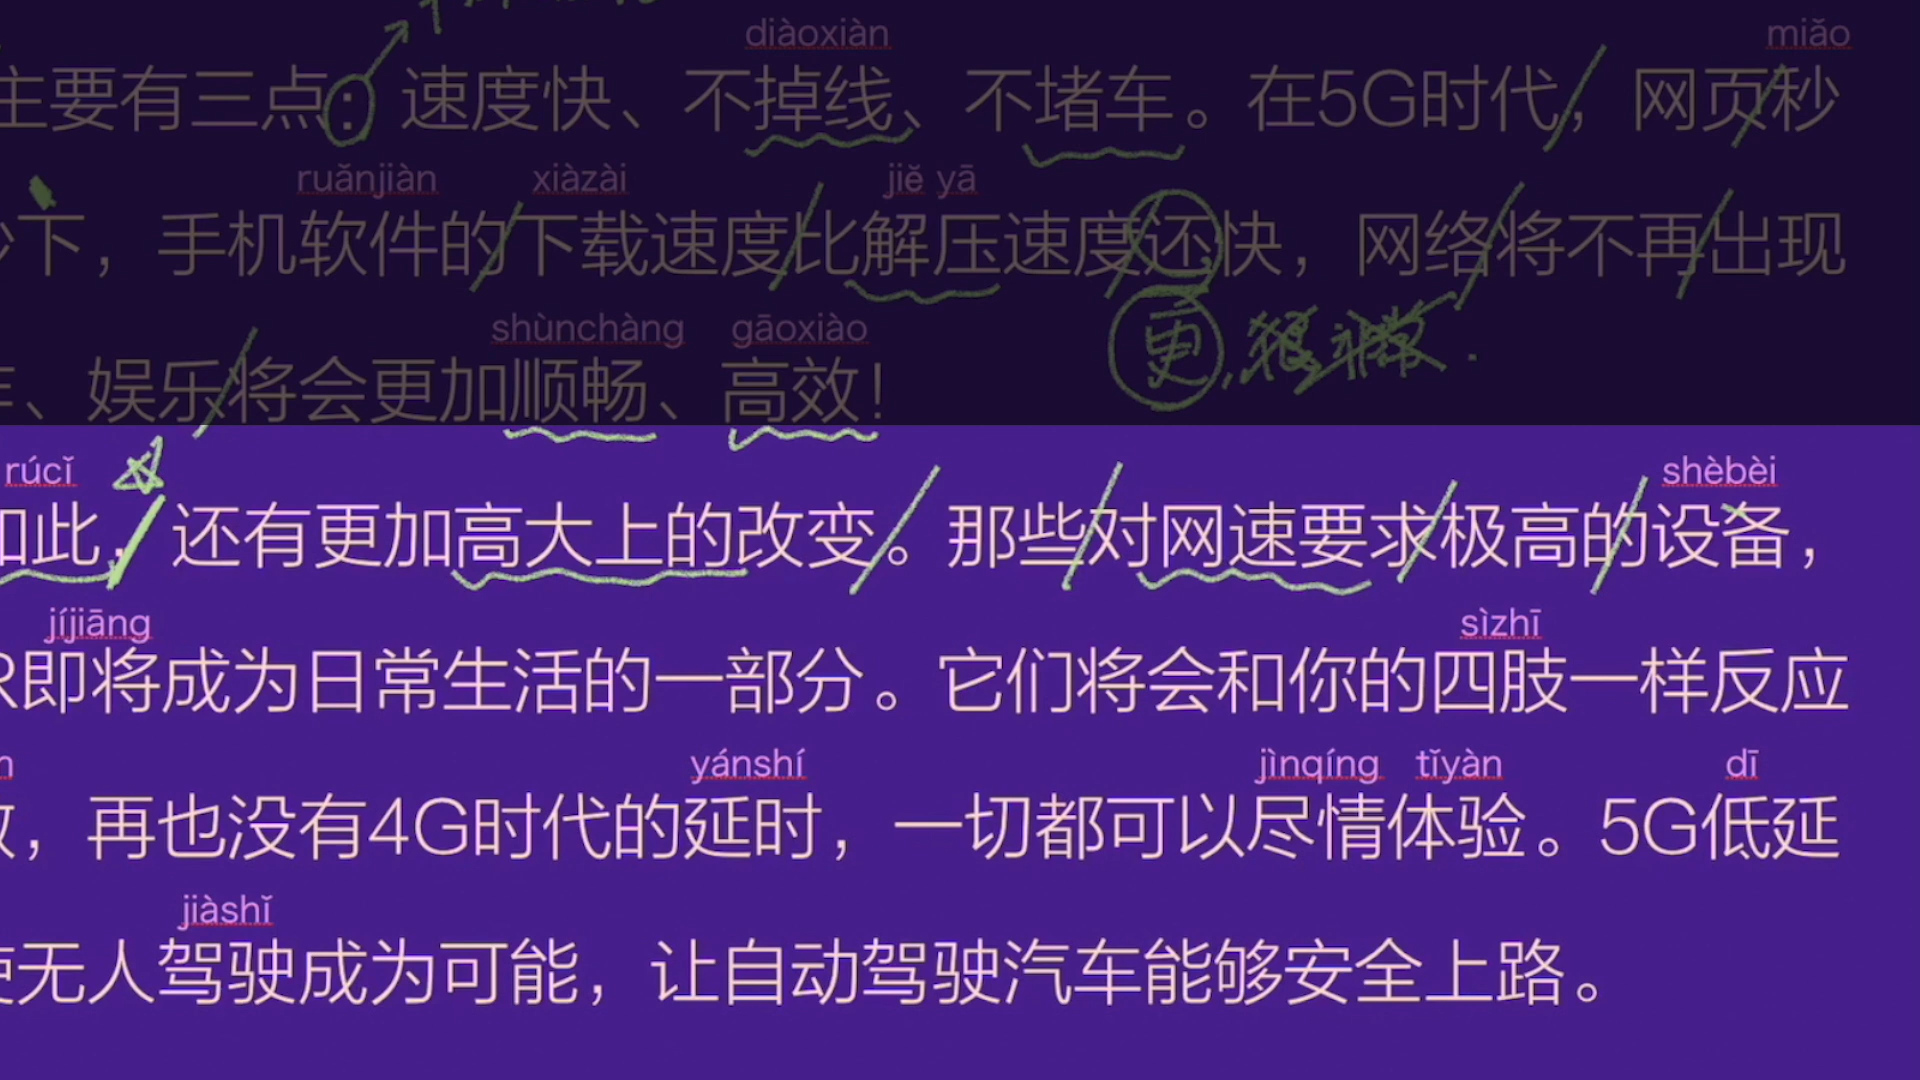 diàoxiàn miǎo
主要有三点：速度快、不掉线、不堵车。在5G时代，网页秒
ruǎnjiàn xiàzài jiě yā
下，手机软件的下载速度比解压速度还快，网络将不再出现
shùnchàng gāoxiào
、娱乐将会更加顺畅、高效！
更，很 非常.
rúcǐ shèbèi
如此，还有更加高大上的改变。那些对网速要求极高的设备，
jíjiāng sìzhī
R即将成为日常生活的一部分。它们将会和你的四肢一样反应
yánshí jìnqíng tǐyàn dī
，再也没有4G时代的延时，一切都可以尽情体验。5G低延
jiàshǐ
使无人驾驶成为可能，让自动驾驶汽车能够安全上路。